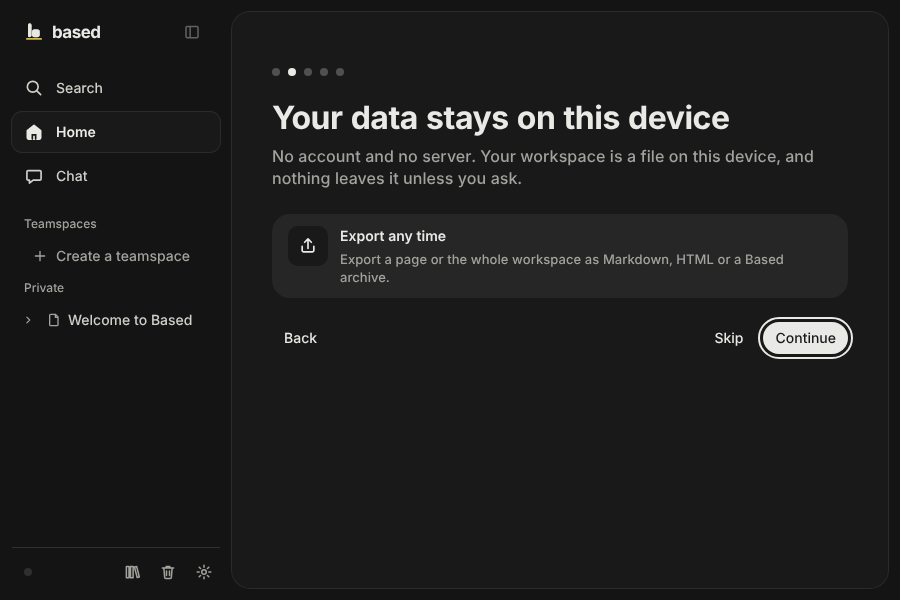 based
Search
Home
Chat
Teamspaces
Create a teamspace
Private
Welcome to Based
Your data stays on this device
No account and no server. Your workspace is a file on this device, and
nothing leaves it unless you ask.
Export any time
Export a page or the whole workspace as Markdown, HTML or a Based
archive.
Back
Skip
Continue